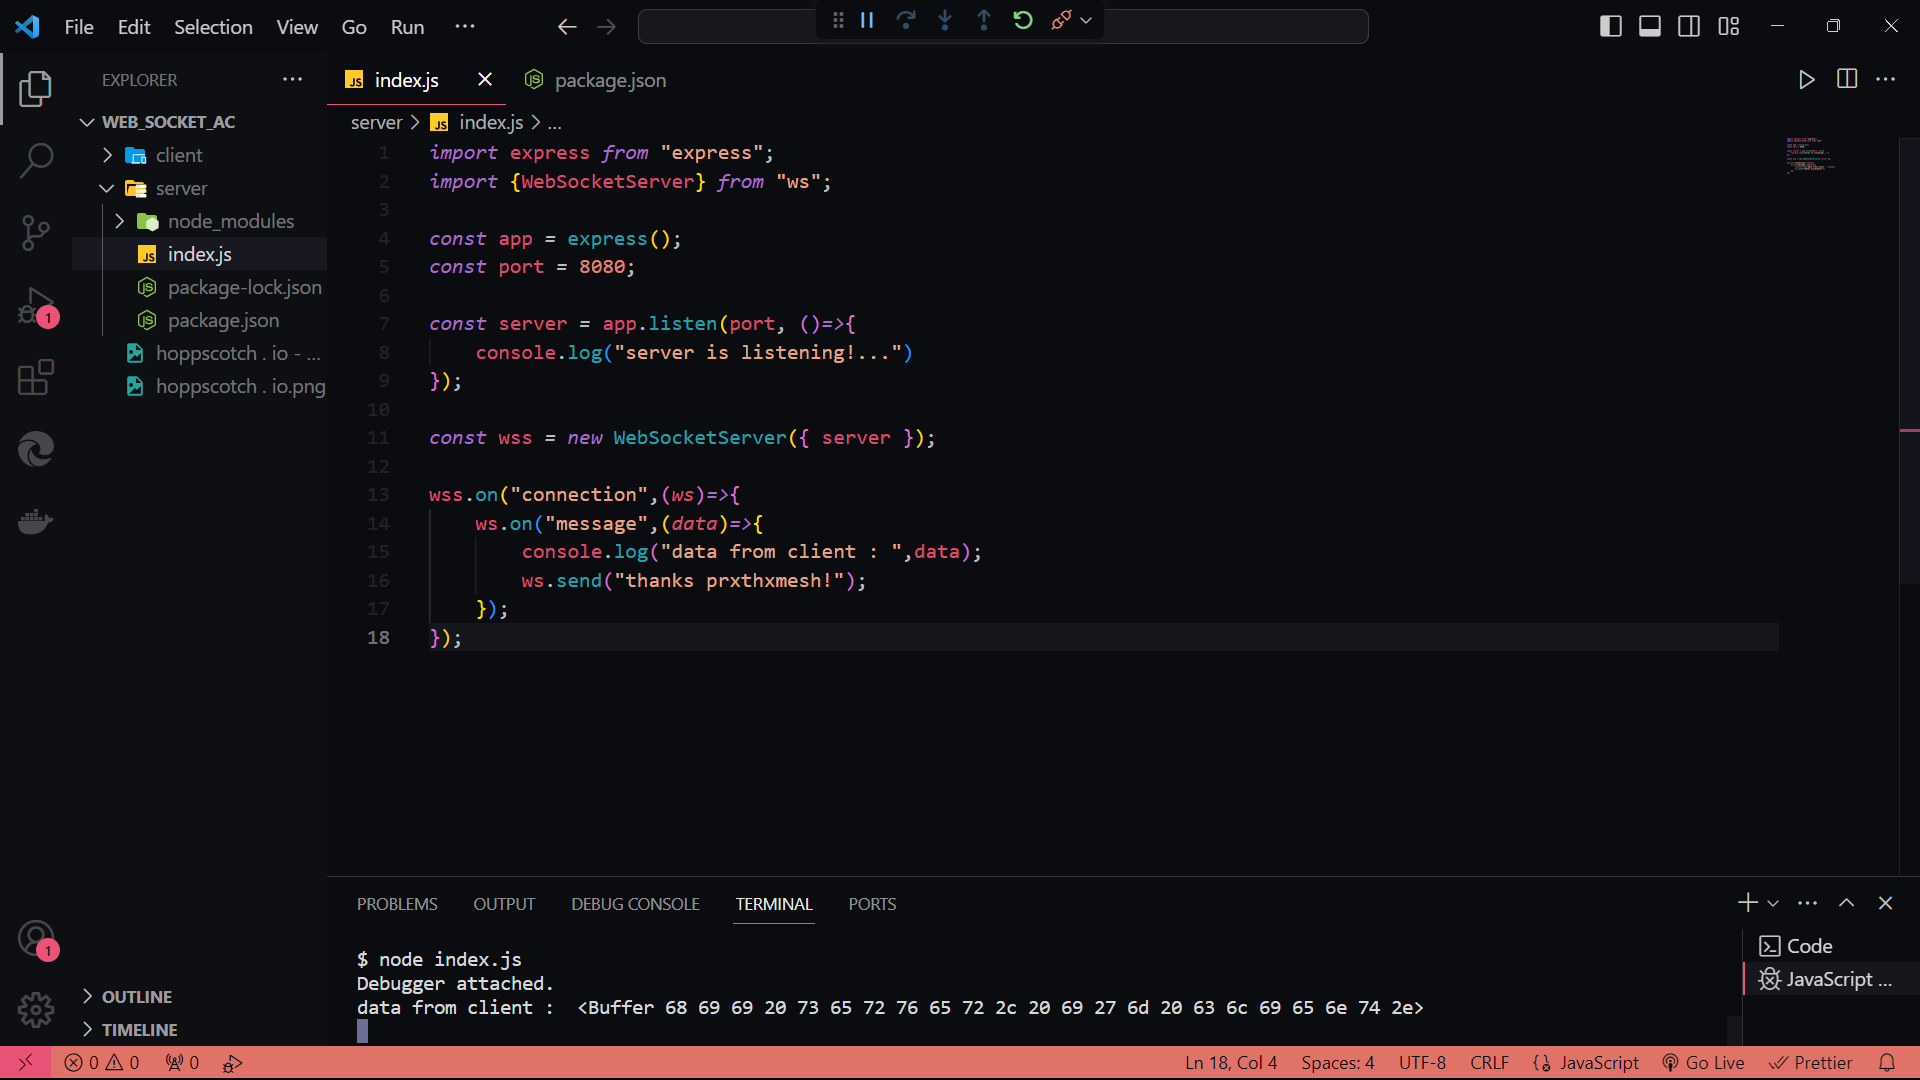 File Edit Selection View Go Run ···
EXPLORER ···
WEB_SOCKET_AC
client
server
node_modules
JS index.js
package-lock.json
package.json
hoppscotch . io - ...
hoppscotch . io.png
OUTLINE
TIMELINE
JS index.js
package.json
server > JS index.js > ...
1 import express from "express";
2 import {WebSocketServer} from "ws";
3
4 const app = express();
5 const port = 8080;
6
7 const server = app.listen(port, ()=>{
8 console.log("server is listening!...")
9 });
10
11 const wss = new WebSocketServer({ server });
12
13 wss.on("connection",(ws)=>{
14 ws.on("message",(data)=>{
15 console.log("data from client : ",data);
16 ws.send("thanks prxthxmesh!");
17 });
18 });
PROBLEMS OUTPUT DEBUG CONSOLE TERMINAL PORTS
$ node index.js
Debugger attached.
data from client :  <Buffer 68 69 69 20 73 65 72 76 65 72 2c 20 69 27 6d 20 63 6c 69 65 6e 74 2e>
Code
JavaScript ...
1
1
0 0 0 Ln 18, Col 4 Spaces: 4 UTF-8 CRLF JavaScript Go Live Prettier